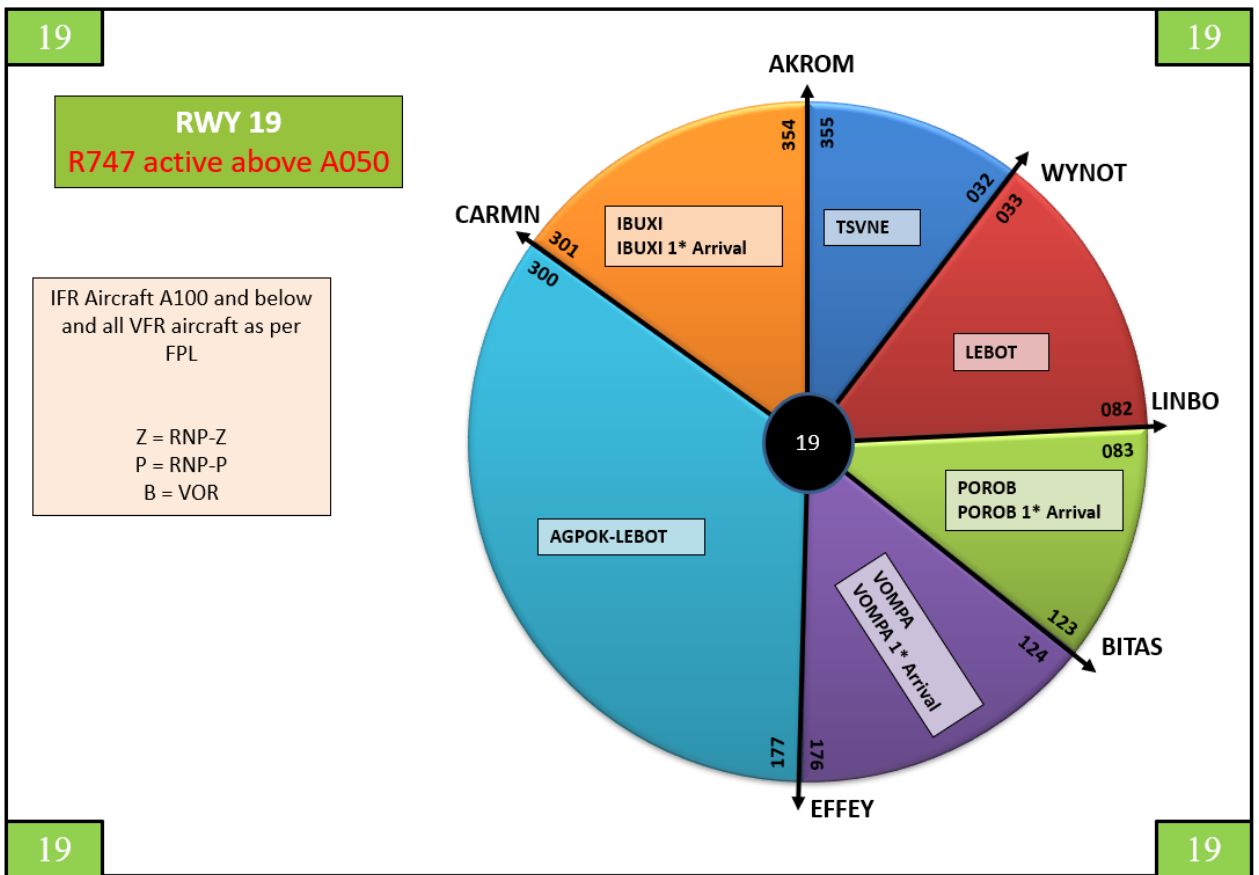 19
19
RWY 19
R747 active above A050
IFR Aircraft A100 and below
and all VFR aircraft as per
FPL
Z = RNP-Z
P = RNP-P
B = VOR
AKROM
354
355
WYNOT
032
033
CARMN
301
300
IBUXI
IBUXI 1* Arrival
TSVNE
LEBOT
082
LINBO
083
19
POROB
POROB 1* Arrival
AGPOK-LEBOT
VOMPA
VOMPA 1* Arrival
123
124
BITAS
177
176
EFFEY
19
19